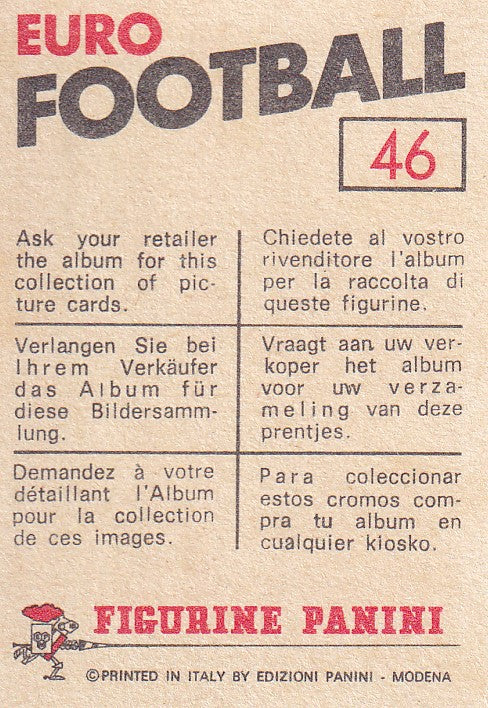 EURO
FOOTBALL
46
Ask your retailer
the album for this
collection of pic-
ture cards.
Chiedete al vostro
rivenditore l'album
per la raccolta di
queste figurine.
Verlangen Sie bei
Ihrem Verkäufer
das Album für
diese Bildersamm-
lung.
Vraagt aan uw ver-
koper het album
voor uw verza-
meling van deze
prentjes.
Demandez à votre
détaillant l'Album
pour la collection
de ces images.
Para coleccionar
estos cromos com-
pra tu album en
cualquier kiosko.
FIGURINE PANINI
©PRINTED IN ITALY BY EDIZIONI PANINI - MODENA